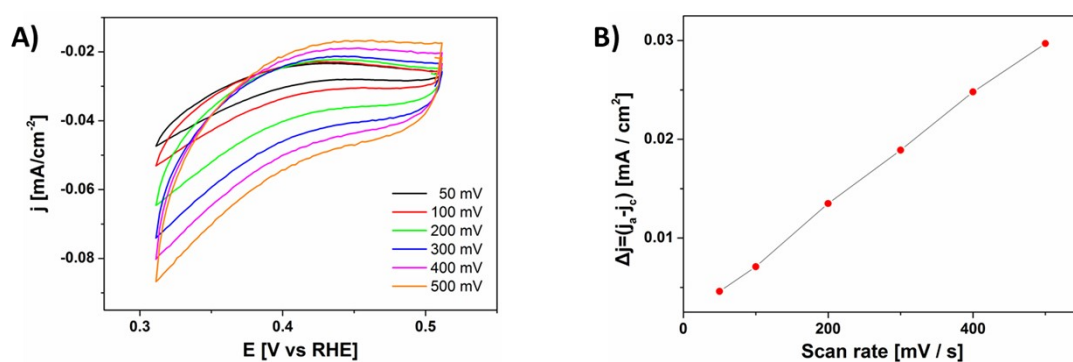 A)
j [mA/cm-2]
-0.02
-0.04
-0.06
-0.08
50 mV
100 mV
200 mV
300 mV
400 mV
500 mV
0.3
0.4
0.5
E [V vs RHE]
B)
Δj=(ja-jc) [mA / cm2]
0.03
0.02
0.01
0
200
400
Scan rate [mV / s]